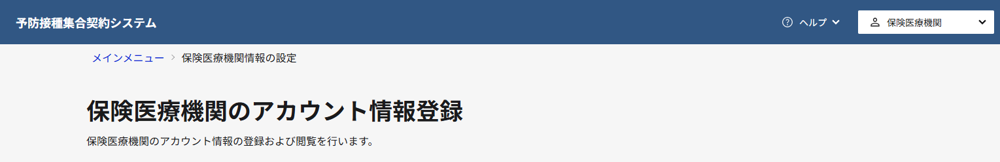 予防接種集合契約システム
ヘルプ
保険医療機関
メインメニュー > 保険医療機関情報の設定
保険医療機関のアカウント情報登録
保険医療機関のアカウント情報の登録および閲覧を行います。